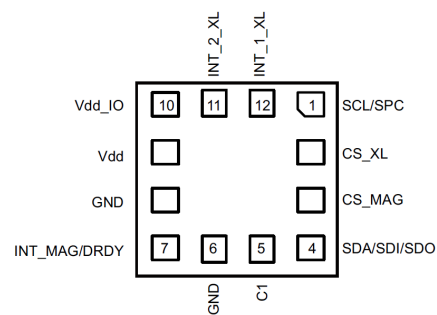 INT_2_XL
INT_1_XL
Vdd_IO
10
11
12
1
SCL/SPC
Vdd
CS_XL
GND
CS_MAG
INT_MAG/DRDY
7
6
5
4
SDA/SDI/SDO
GND
C1